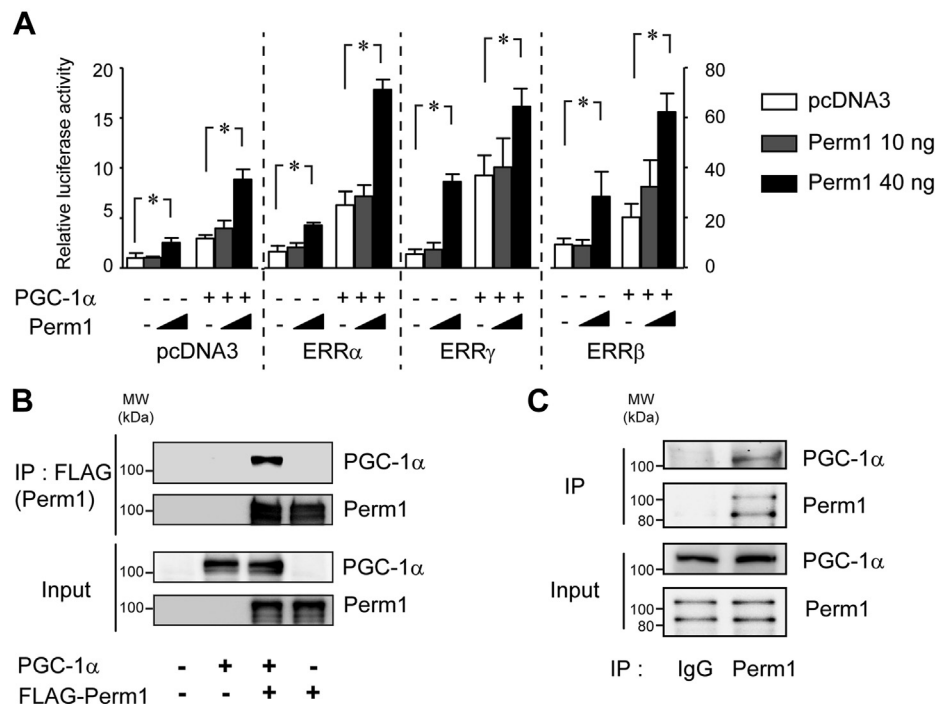 A
Relative luciferase activity
20
15
10
5
0
* * * * * * * *
80
60
40
20
0
pcDNA3
Perm1 10 ng
Perm1 40 ng
PGC-1α - - - + + + - - - + + + - - - + + + - - - + + +
Perm1 - - - - - - - -
pcDNA3 ERRα ERRγ ERRβ
B
MW
(kDa)
IP : FLAG
(Perm1)
100
PGC-1α
100
Perm1
Input
100
PGC-1α
100
Perm1
PGC-1α - + + -
FLAG-Perm1 - - + +
C
MW
(kDa)
IP
100
PGC-1α
100
80
Perm1
Input
100
PGC-1α
100
80
Perm1
IP : IgG Perm1